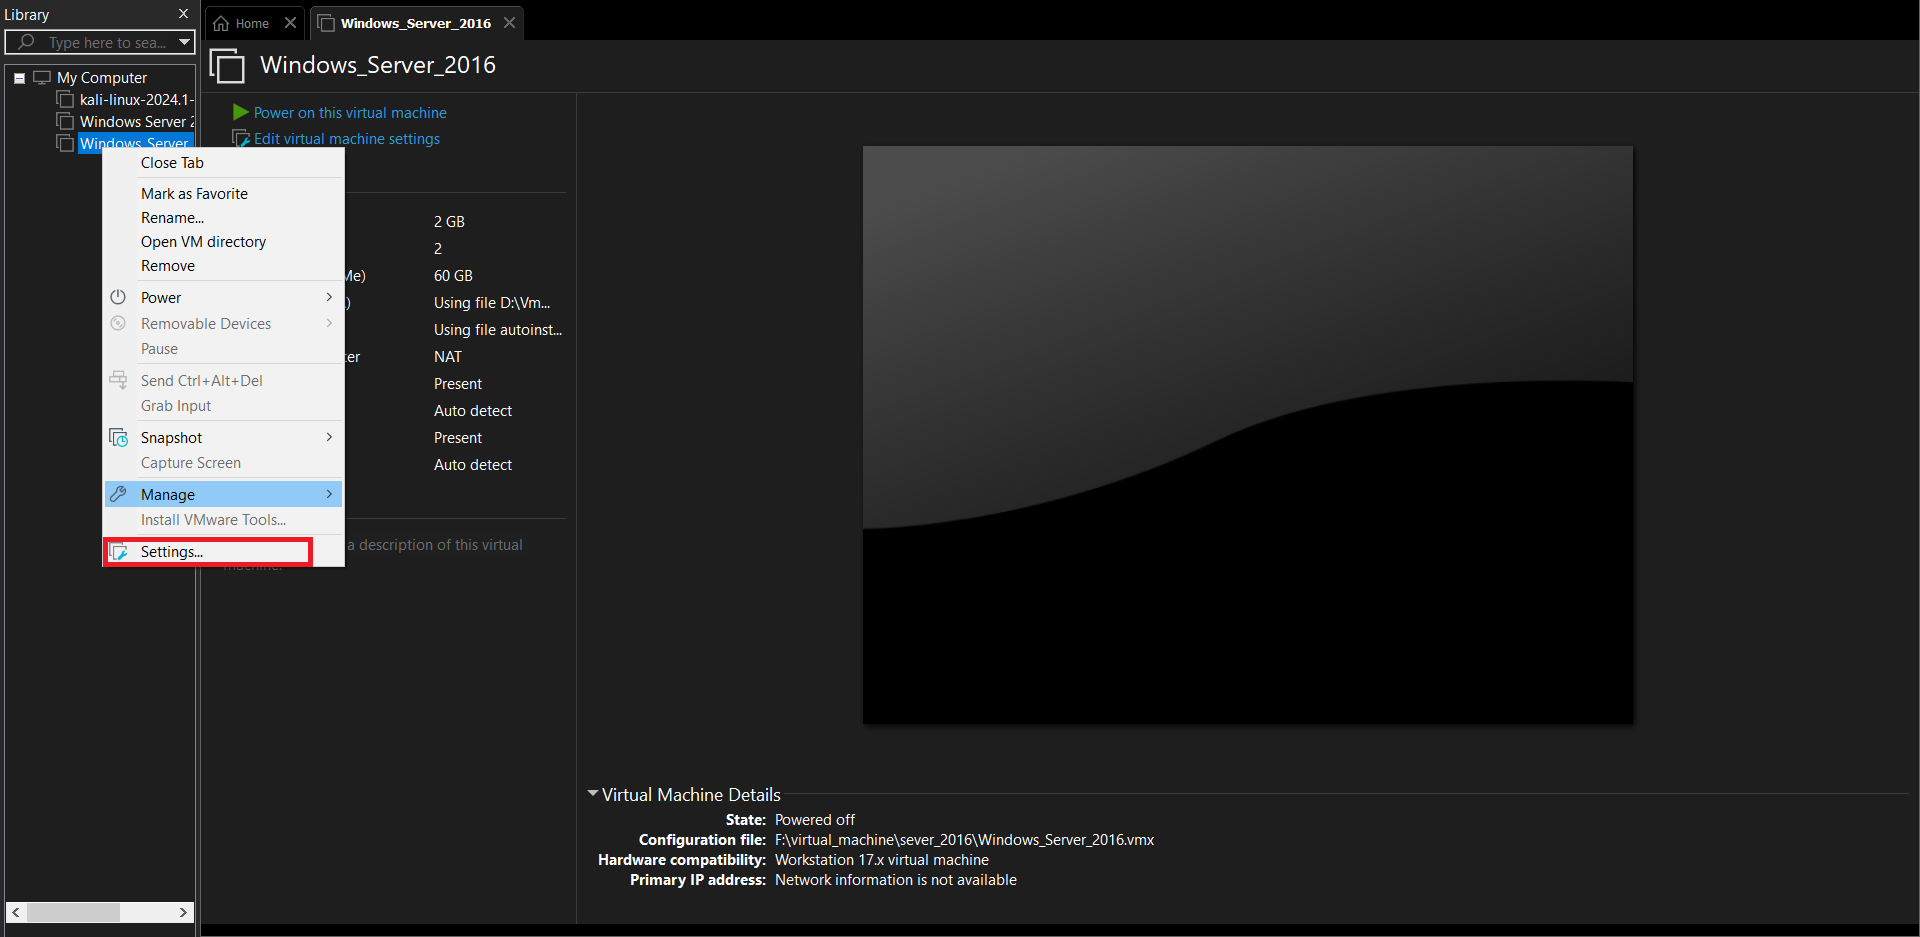 Library
Type here to sea...
My Computer
kali-linux-2024.1-
Windows Server 2
Windows_Server_
Home
Windows_Server_2016
Windows_Server_2016
Power on this virtual machine
Edit virtual machine settings
Close Tab
Mark as Favorite
Rename...
Open VM directory
Remove
Power
Removable Devices
Pause
Send Ctrl+Alt+Del
Grab Input
Snapshot
Capture Screen
Manage
Install VMware Tools...
Settings...
2 GB
2
Me) 60 GB
.) Using file D:\Vm...
Using file autoinst...
ter NAT
Present
Auto detect
Present
Auto detect
a description of this virtual
machine.
Virtual Machine Details
State: Powered off
Configuration file: F:\virtual_machine\sever_2016\Windows_Server_2016.vmx
Hardware compatibility: Workstation 17.x virtual machine
Primary IP address: Network information is not available